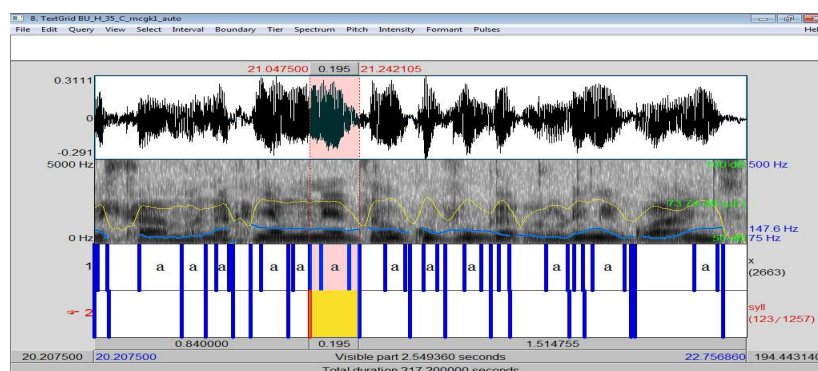 8. TextGrid BU_H_35_C_rncgk1_auto
File Edit Query View Select Interval Boundary Tier Spectrum Pitch Intensity Formant Pulses Hel
21.047500 0.195 21.242105
0.3111
0
-0.291
5000 Hz 500 Hz
147.6 Hz
0 Hz 75 Hz
1 a a a a a a a a a a a a x
(2663)
2 syll
(123/1257)
0.840000 0.195 1.514755
20.207500 20.207500 Visible part 2.549360 seconds 22.756860 194.443140
Total duration 217.200000 seconds